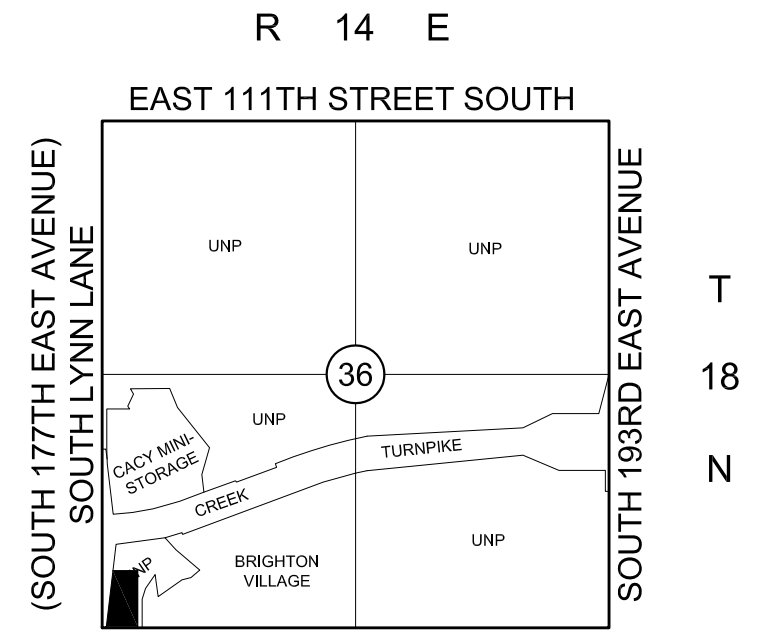 R 14 E
EAST 111TH STREET SOUTH
(SOUTH 177TH EAST AVENUE)
SOUTH LYNN LANE
UNP
UNP
SOUTH 193RD EAST AVENUE
T
18
N
36
UNP
CACY MINI-
STORAGE
CREEK
TURNPIKE
UNP
BRIGHTON
VILLAGE
UNP